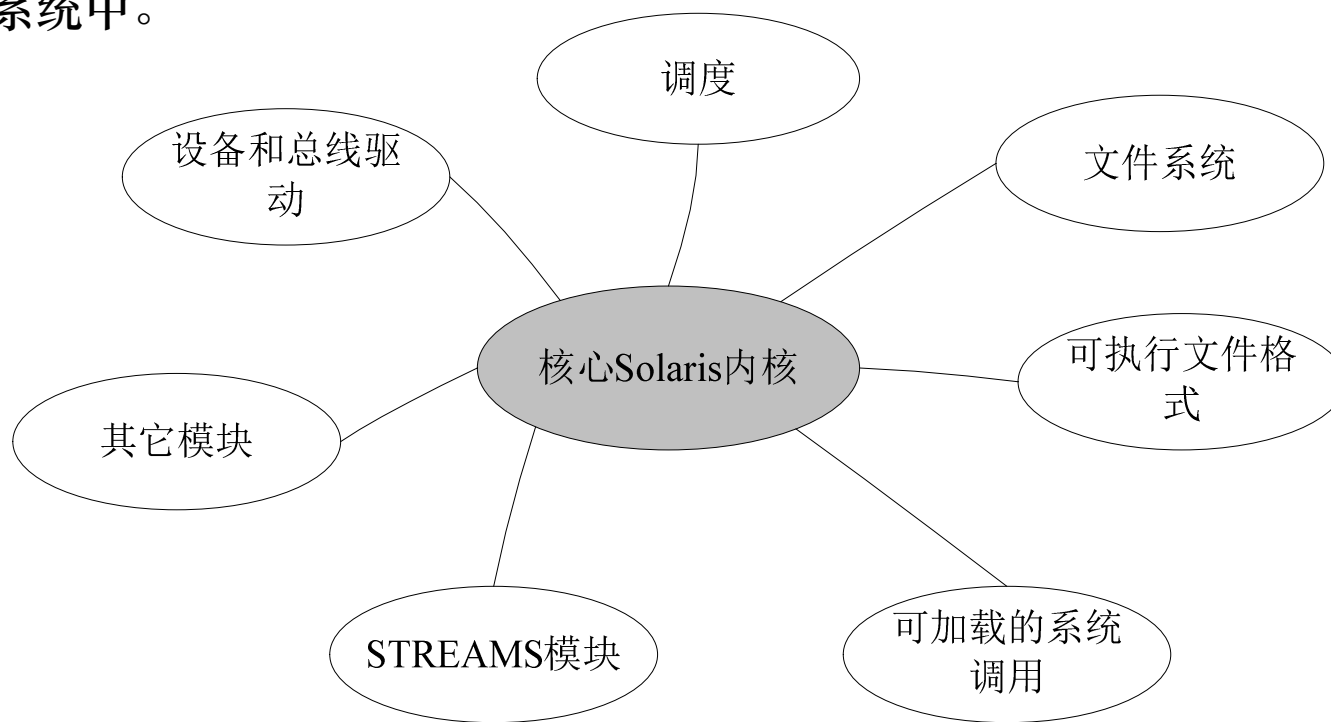 系统中。
调度
设备和总线驱
动
文件系统
核心Solaris内核
可执行文件格
式
其它模块
STREAMS模块
可加载的系统
调用